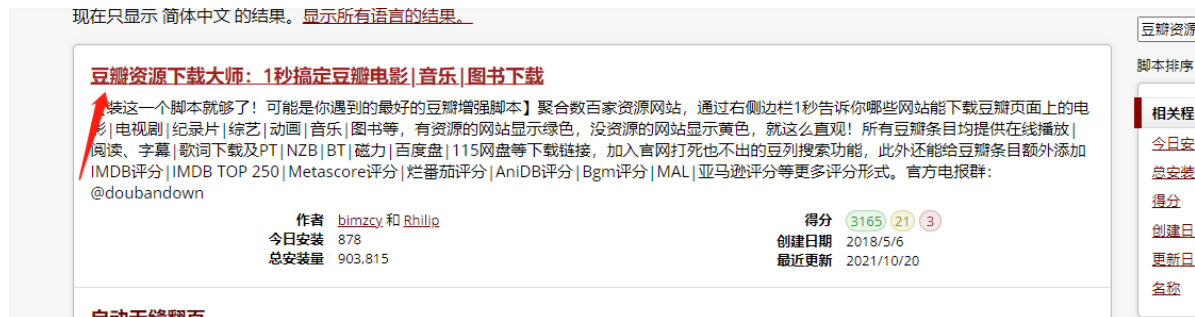 现在只显示 简体中文 的结果。显示所有语言的结果。
豆瓣资源
脚本排序
豆瓣资源下载大师：1秒搞定豆瓣电影|音乐|图书下载
装这一个脚本就够了！可能是你遇到的最好的豆瓣增强脚本】聚合数百家资源网站，通过右侧边栏1秒告诉你哪些网站能下载豆瓣页面上的电
影|电视剧|纪录片|综艺|动画|音乐|图书等，有资源的网站显示绿色，没资源的网站显示黄色，就这么直观！所有豆瓣条目均提供在线播放|
阅读、字幕|歌词下载及PT|NZB|BT|磁力|百度盘|115网盘等下载链接，加入官网打死也不出的豆列搜索功能，此外还能给豆瓣条目额外添加
IMDB评分|IMDB TOP 250|Metascore评分|烂番茄评分|AniDB评分|Bgm评分|MAL|亚马逊评分等更多评分形式。官方电报群：
@doubandown
作者 bimzcy 和 Rhilip
今日安装 878
总安装量 903,815
得分 3165 21 3
创建日期 2018/5/6
最近更新 2021/10/20
相关程
今日安
总安装
得分
创建日
更新日
名称
自动无缝翻页